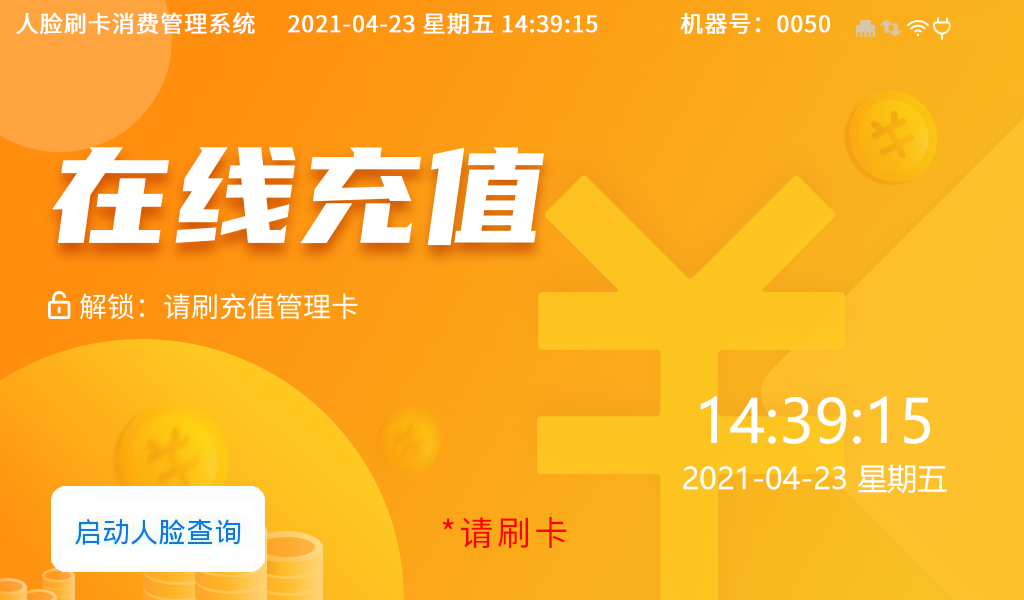 人脸刷卡消费管理系统 2021-04-23 星期五 14:39:15 机器号：0050
在线充值
解锁：请刷充值管理卡
14:39:15
2021-04-23 星期五
启动人脸查询
*请刷卡